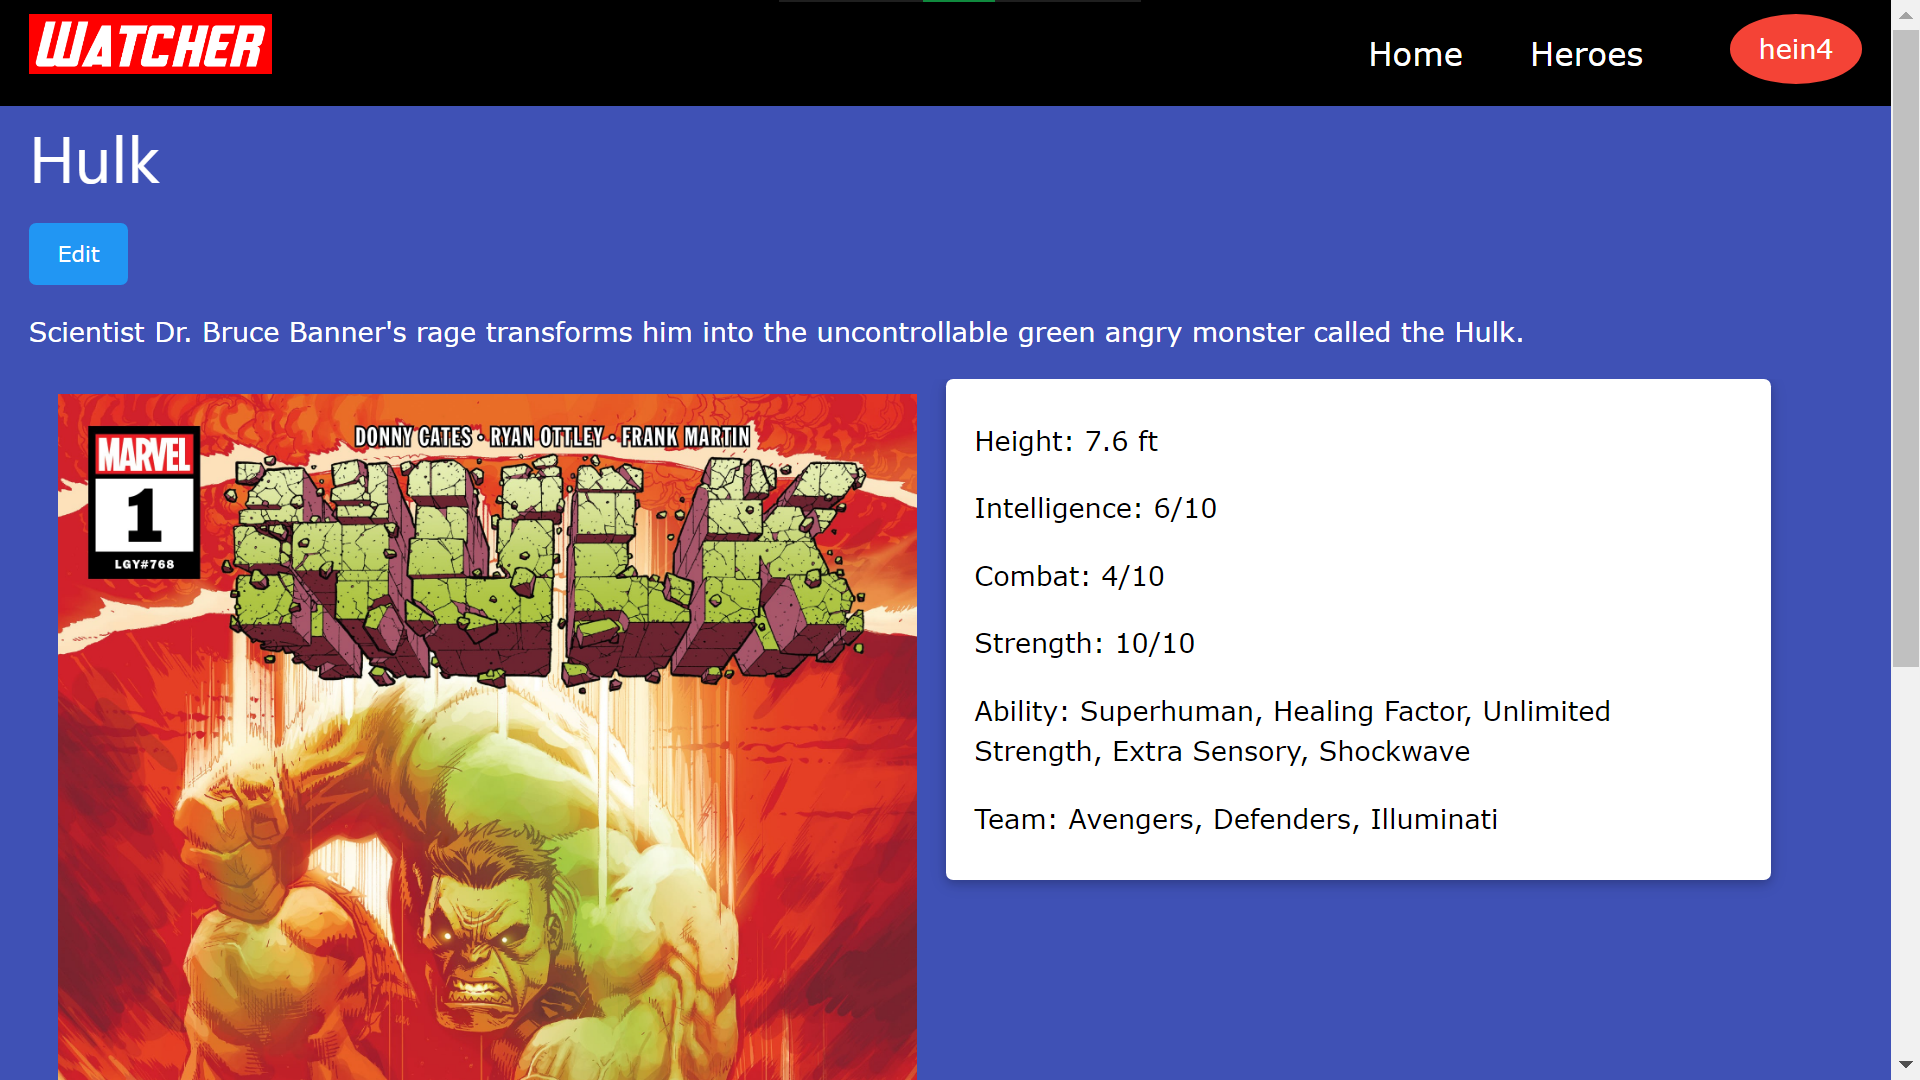 WATCHER
Home
Heroes
hein4
Hulk
Edit
Scientist Dr. Bruce Banner's rage transforms him into the uncontrollable green angry monster called the Hulk.
DONNY CATES · RYAN OTTLEY · FRANK MARTIN
MARVEL
1
LGY#768
HULK
Height: 7.6 ft
Intelligence: 6/10
Combat: 4/10
Strength: 10/10
Ability: Superhuman, Healing Factor, Unlimited
Strength, Extra Sensory, Shockwave
Team: Avengers, Defenders, Illuminati